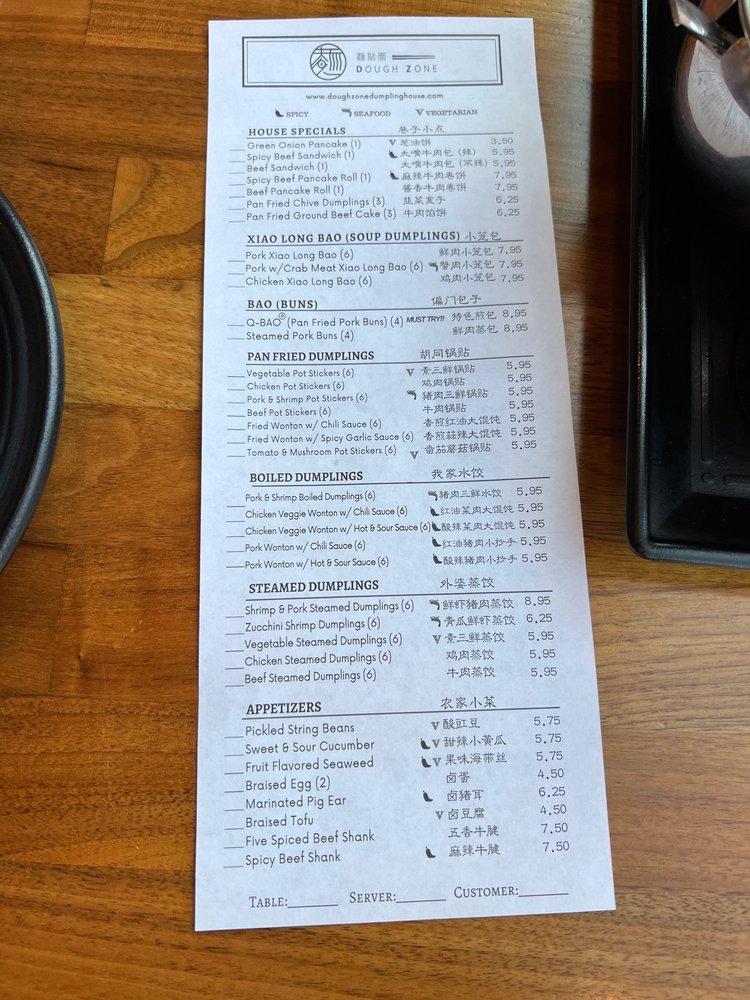 麵貼面
DOUGH ZONE
www.doughzonedumplinghouse.com
SPICY SEAFOOD V VEGETARIAN
HOUSE SPECIALS 巷子小点
Green Onion Pancake (1) V 葱油饼 3.50
Spicy Beef Sandwich (1) 大嘴牛肉包 (辣) 5.95
Beef Sandwich (1) 大嘴牛肉包 (不辣) 5.95
Spicy Beef Pancake Roll (1) 麻辣牛肉卷饼 7.95
Beef Pancake Roll (1) 酱香牛肉卷饼 7.95
Pan Fried Chive Dumplings (3) 韭菜盒子 6.25
Pan Fried Ground Beef Cake (3) 牛肉馅饼 6.25
XIAO LONG BAO (SOUP DUMPLINGS) 小笼包
Pork Xiao Long Bao (6) 鲜肉小笼包 7.95
Pork w/Crab Meat Xiao Long Bao (6) 蟹肉小笼包 7.95
Chicken Xiao Long Bao (6) 鸡肉小笼包 7.95
BAO (BUNS) 偏门包子
Q-BAO® (Pan Fried Pork Buns) (4) MUST TRY!! 特色煎包 8.95
Steamed Pork Buns (4) 鲜肉蒸包 8.95
PAN FRIED DUMPLINGS 胡同锅贴
Vegetable Pot Stickers (6) V 素三鲜锅贴 5.95
Chicken Pot Stickers (6) 鸡肉锅贴 5.95
Pork & Shrimp Pot Stickers (6) 猪肉三鲜锅贴 5.95
Beef Pot Stickers (6) 牛肉锅贴 5.95
Fried Wonton w/ Chili Sauce (6) 香煎红油大馄饨 5.95
Fried Wonton w/ Spicy Garlic Sauce (6) 香煎蒜辣大馄饨 5.95
Tomato & Mushroom Pot Stickers (6) V 番茄蘑菇锅贴 5.95
BOILED DUMPLINGS 我家水饺
Pork & Shrimp Boiled Dumplings (6) 猪肉三鲜水饺 5.95
Chicken Veggie Wonton w/ Chili Sauce (6) 红油菜肉大馄饨 5.95
Chicken Veggie Wonton w/ Hot & Sour Sauce (6) 酸辣菜肉大馄饨 5.95
Pork Wonton w/ Chili Sauce (6) 红油猪肉小抄手 5.95
Pork Wonton w/ Hot & Sour Sauce (6) 酸辣猪肉小抄手 5.95
STEAMED DUMPLINGS 外婆蒸饺
Shrimp & Pork Steamed Dumplings (6) 鲜虾猪肉蒸饺 8.95
Zucchini Shrimp Dumplings (6) 青瓜鲜虾蒸饺 6.25
Vegetable Steamed Dumplings (6) V 素三鲜蒸饺 5.95
Chicken Steamed Dumplings (6) 鸡肉蒸饺 5.95
Beef Steamed Dumplings (6) 牛肉蒸饺 5.95
APPETIZERS 农家小菜
Pickled String Beans V 酸豇豆 5.75
Sweet & Sour Cucumber V 甜辣小黄瓜 5.75
Fruit Flavored Seaweed V 果味海带丝 5.75
Braised Egg (2) 卤蛋 4.50
Marinated Pig Ear 卤猪耳 6.25
Braised Tofu V 卤豆腐 4.50
Five Spiced Beef Shank 五香牛腱 7.50
Spicy Beef Shank 麻辣牛腱 7.50
TABLE:______ SERVER:______ CUSTOMER:______